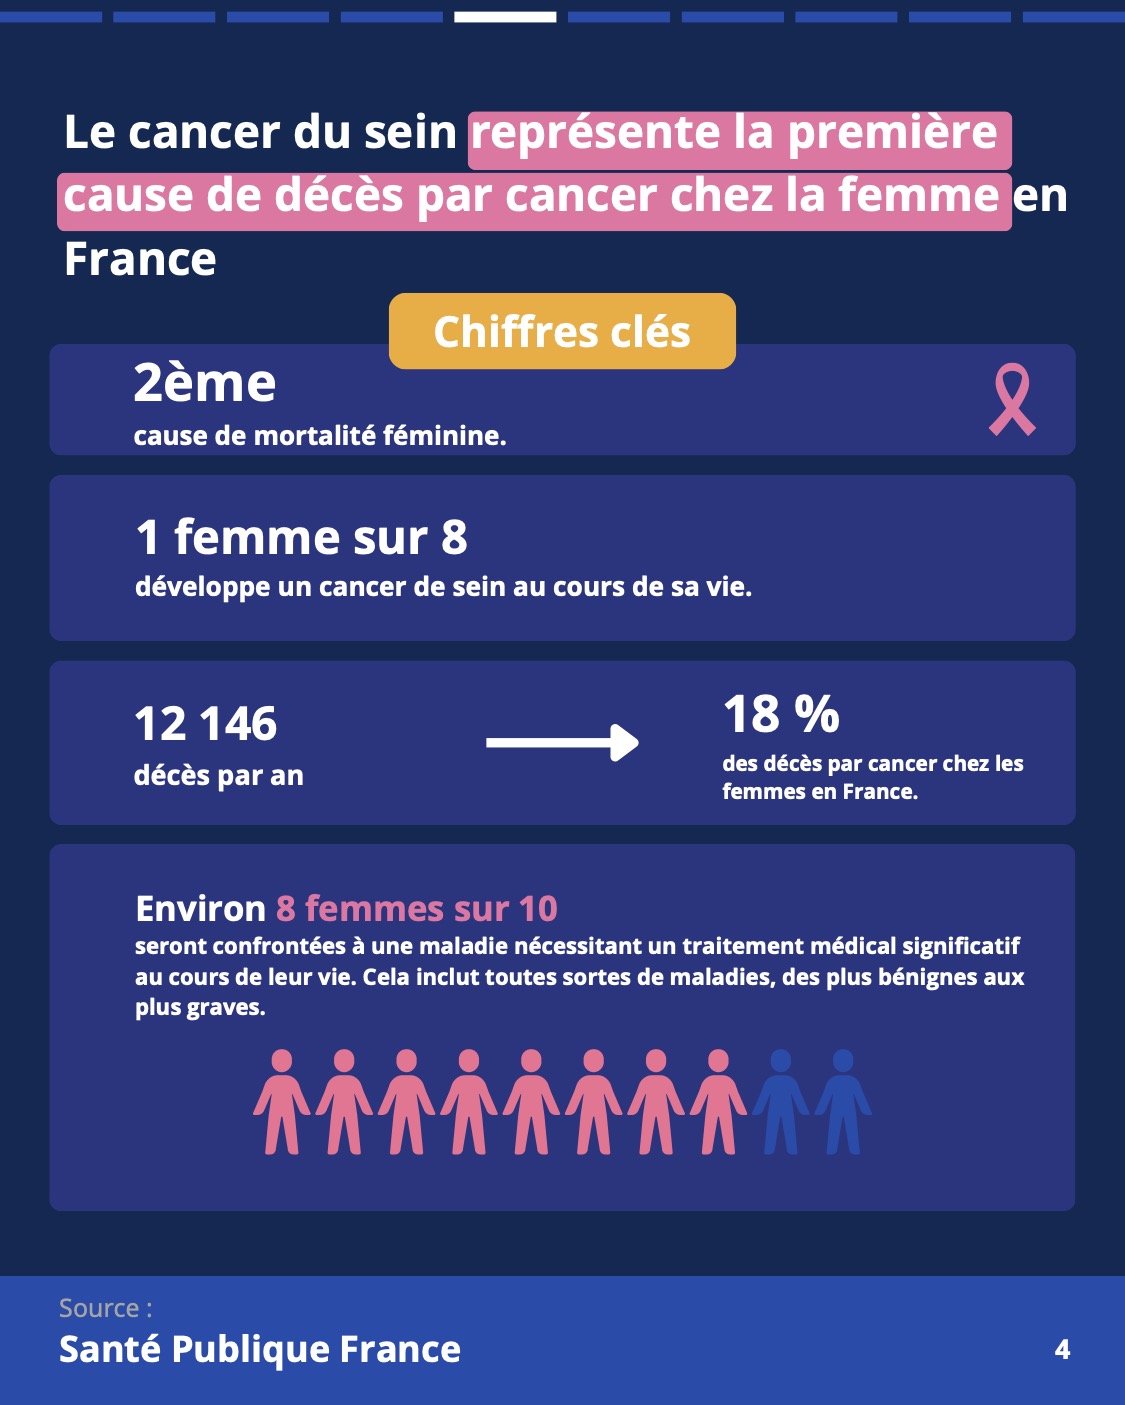 Le cancer du sein représente la première
cause de décès par cancer chez la femme en
France
Chiffres clés
2ème
cause de mortalité féminine.
1 femme sur 8
développe un cancer de sein au cours de sa vie.
12 146
décès par an
18 %
des décès par cancer chez les
femmes en France.
Environ 8 femmes sur 10
seront confrontées à une maladie nécessitant un traitement médical significatif
au cours de leur vie. Cela inclut toutes sortes de maladies, des plus bénignes aux
plus graves.
Source :
Santé Publique France
4